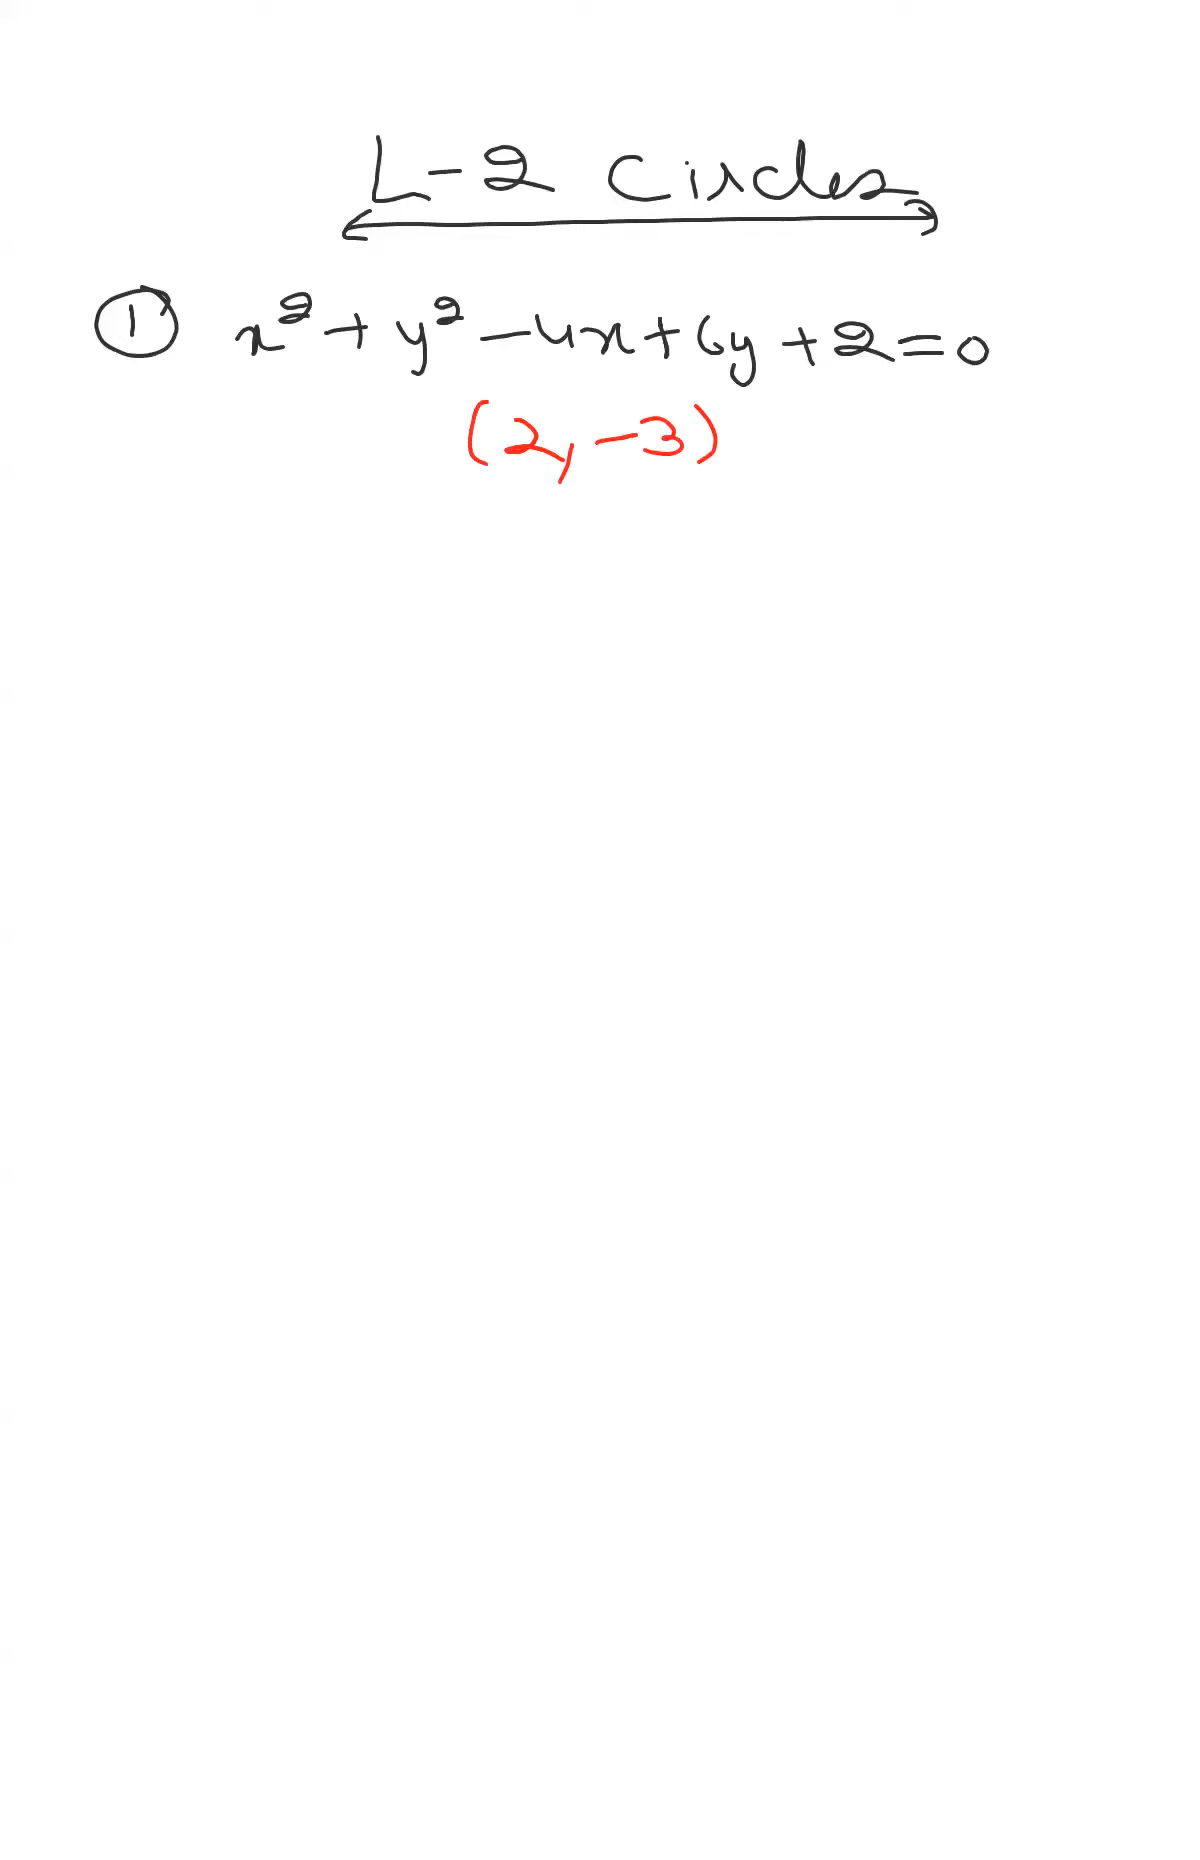 L-2 Circles
① x² + y² - 4x + 6y + 2 = 0
(2, -3)